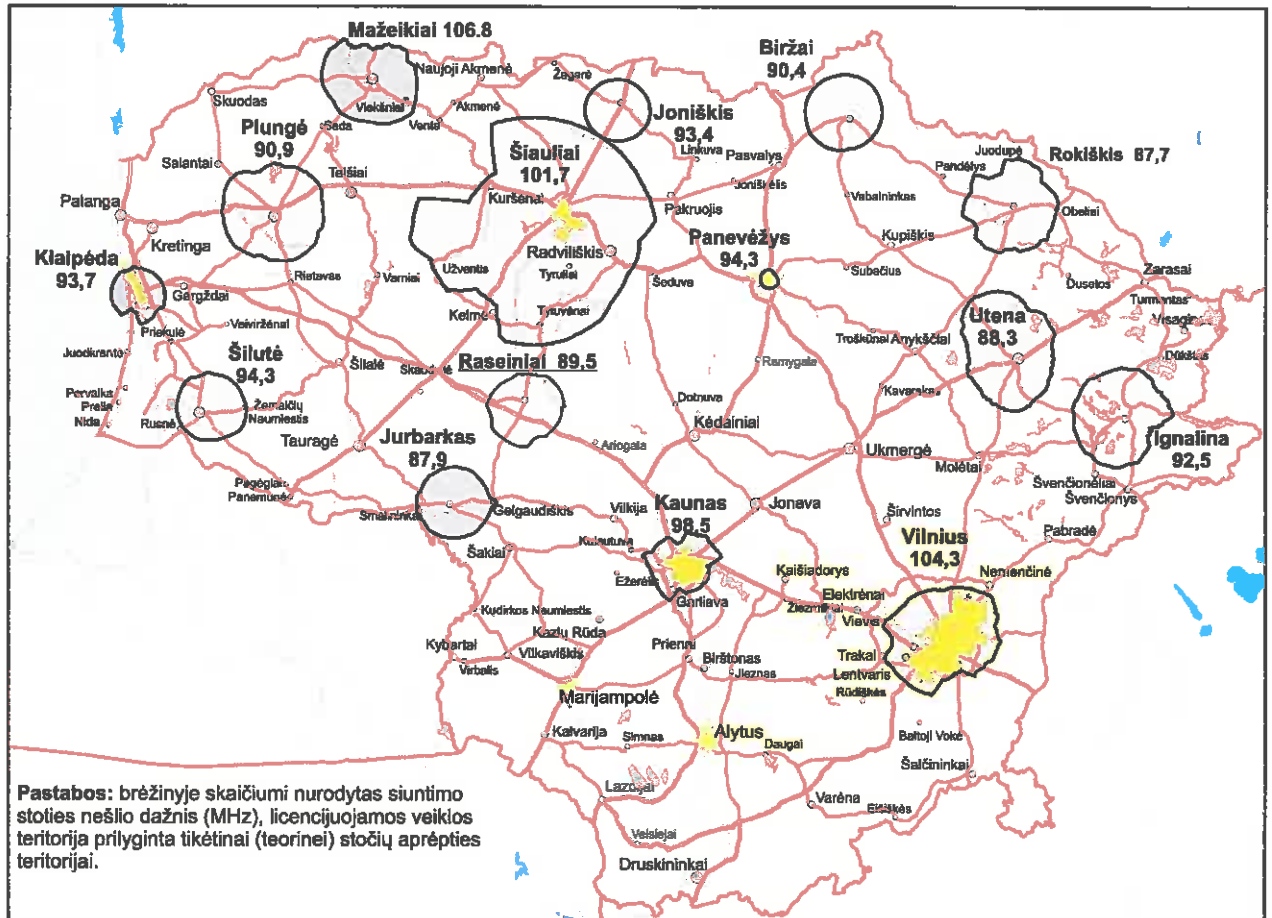 Mažeikiai 106.8
Biržai
90,4
Naujoji Akmenė
Žagarė
Skuodas
Viekšniai
Akmenė
Joniškis
93,4
Plungė
90,9
Seda
Venta
Šiauliai
101,7
Linkuva
Pasvalys
Juodupė
Rokiškis 87,7
Salantai
Telšiai
Pandėlys
Joniškėlis
Palanga
Kuršėnai
Pakruojis
Vabalninkas
Obeliai
Kretinga
Radviliškis
Panevėžys
94,3
Kupiškis
Klaipėda
93,7
Užventis
Tyruliai
Rietavas
Varniai
Šeduva
Subačius
Zarasai
Dusetos
Gargždai
Turmantas
Kelmė
Tytuvėnai
Visaginas
Priekulė
Veiviržėnai
Utena
88,3
Troškūnai
Anykščiai
Juodkrantė
Šilutė
94,3
Šilalė
Skaudvilė
Raseiniai 89,5
Ramygala
Dūkštas
Pervalka
Preila
Nida
Rusnė
Žemaičių
Naumiestis
Dotnuva
Kavarskas
Kėdainiai
Tauragė
Jurbarkas
87,9
Ariogala
Ukmergė
Molėtai
Ignalina
92,5
Pagėgiai
Panemunė
Švenčionėliai
Švenčionys
Smalininkai
Gelgaudiškis
Vilkija
Kaunas
98,5
Jonava
Širvintos
Pabradė
Vilnius
104,3
Šakiai
Kulautuva
Ežerėlis
Kaišiadorys
Nemenčinė
Garliava
Žiežmariai
Elektrėnai
Vievis
Kudirkos Naumiestis
Kazlų Rūda
Kybartai
Virbalis
Vilkaviškis
Prienai
Birštonas
Jieznas
Trakai
Lentvaris
Rūdiškės
Marijampolė
Kalvarija
Simnas
Alytus
Daugai
Baltoji Vokė
Šalčininkai
Pastabos: brėžinyje skaičiumi nurodytas siuntimo
stoties nešlio dažnis (MHz), licencijuojamos veiklos
teritorija prilyginta tikėtinai (teorinei) stočių aprėpties
teritorijai.
Lazdijai
Varėna
Eišiškės
Veisiejai
Druskininkai